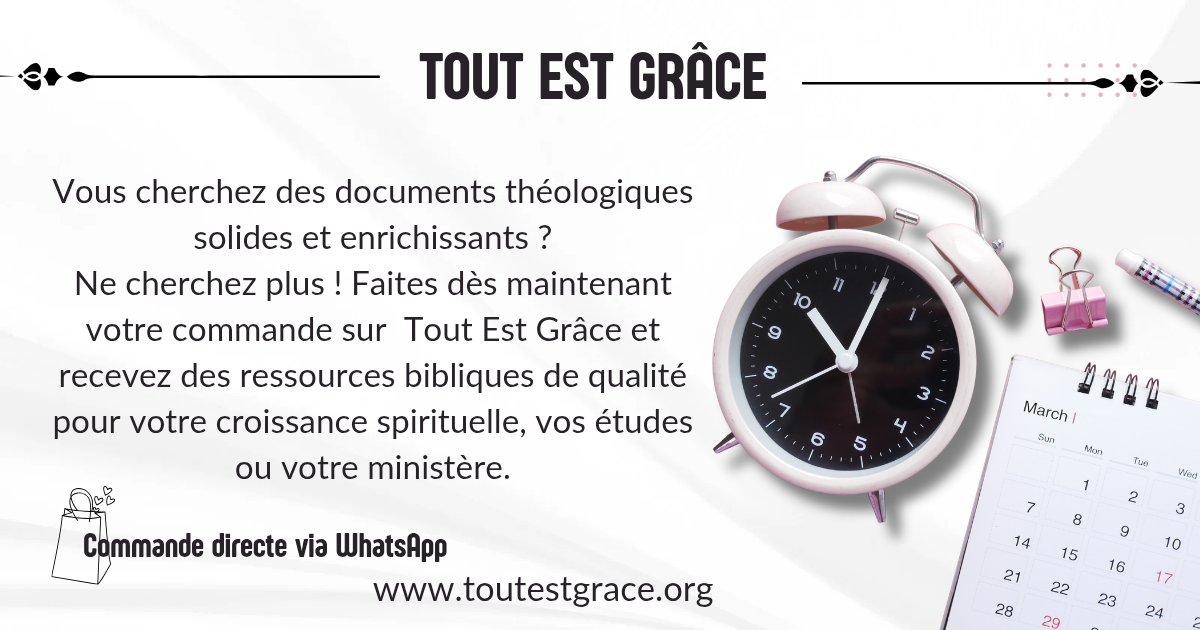 TOUT EST GRÂCE
Vous cherchez des documents théologiques
solides et enrichissants ?
Ne cherchez plus ! Faites dès maintenant
votre commande sur Tout Est Grâce et
recevez des ressources bibliques de qualité
pour votre croissance spirituelle, vos études
ou votre ministère.
Commande directe via WhatsApp
www.toutestgrace.org
10 11 12 1 2 3 4 5 6 7 8 9
March
Sun Mon Tue Wed
1 2 3
7 8 9 10
14 15 16 17
21 22 23 24
28 29